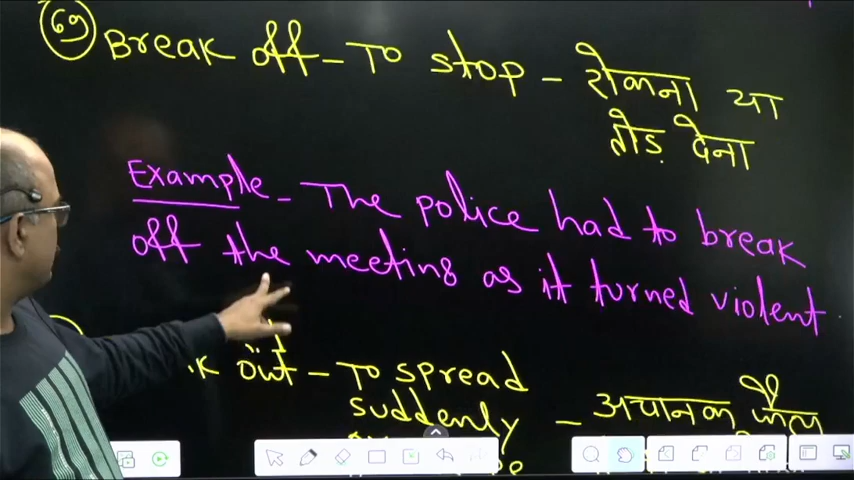 69 Break off - To stop - रोकना या
तोड़ देना
Example - The police had to break
off the meeting as it turned violent.
out - To spread
suddenly
- अचानक फैल